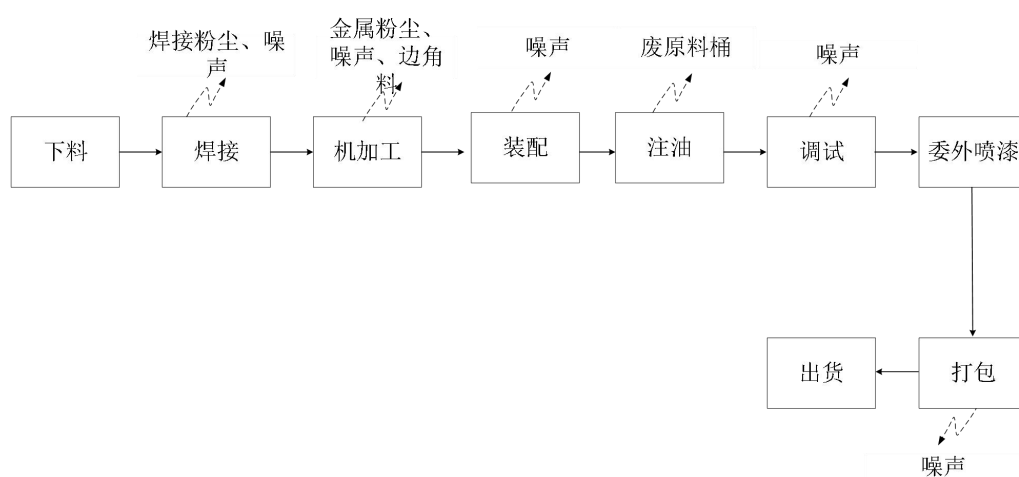 焊接粉尘、噪
声
金属粉尘、
噪声、边角
料
噪声
废原料桶
噪声
下料
焊接
机加工
装配
注油
调试
委外喷漆
出货
打包
噪声